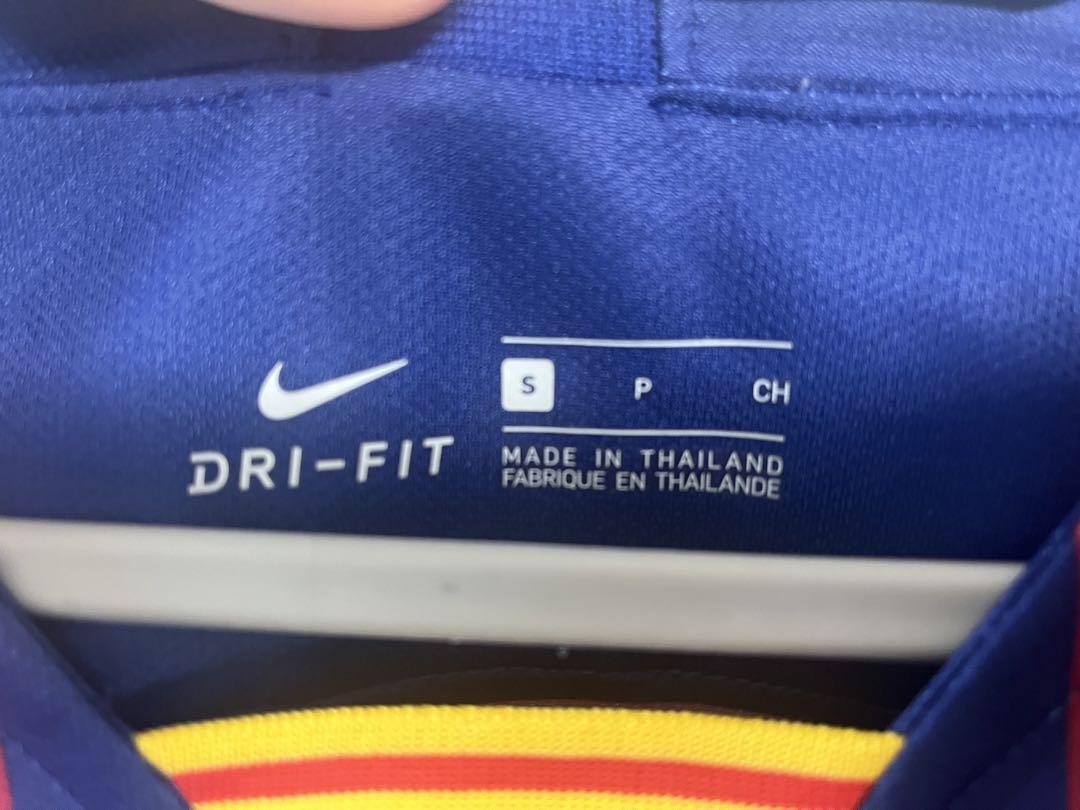 DRI-FIT
S P CH
MADE IN THAILAND
FABRIQUE EN THAILANDE